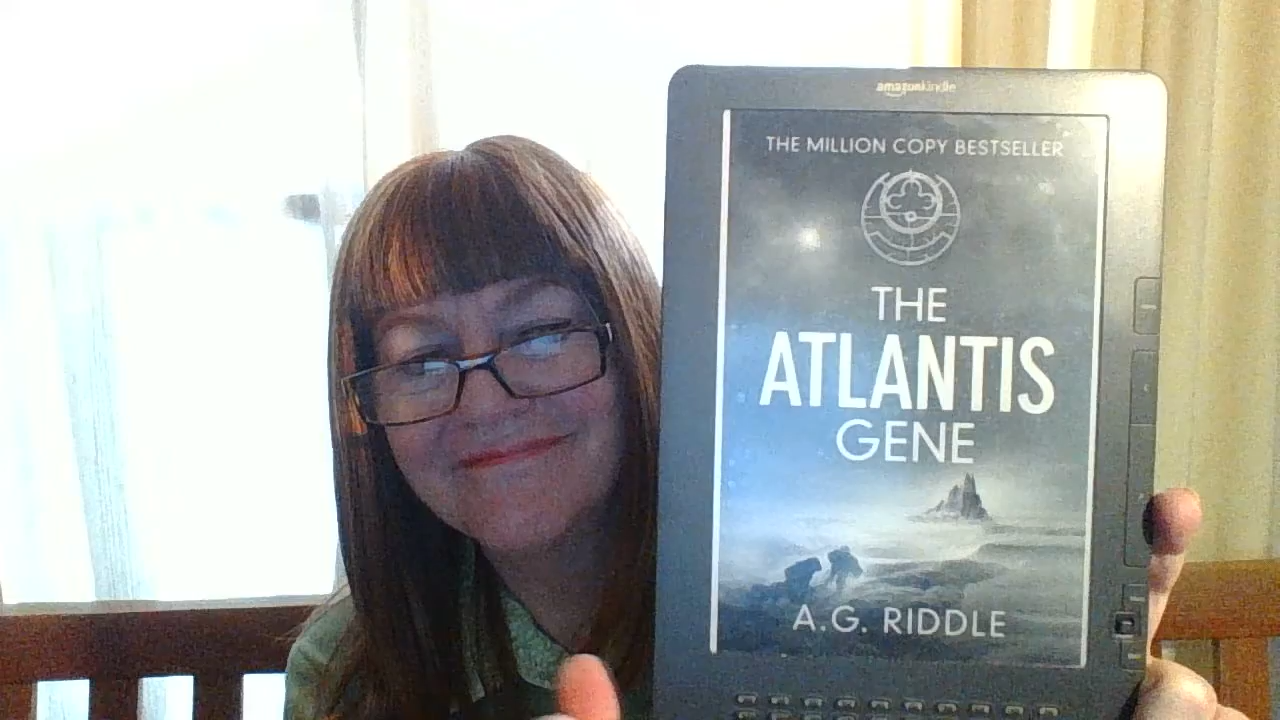 amazonkindle
THE MILLION COPY BESTSELLER
THE
ATLANTIS
GENE
A.G. RIDDLE